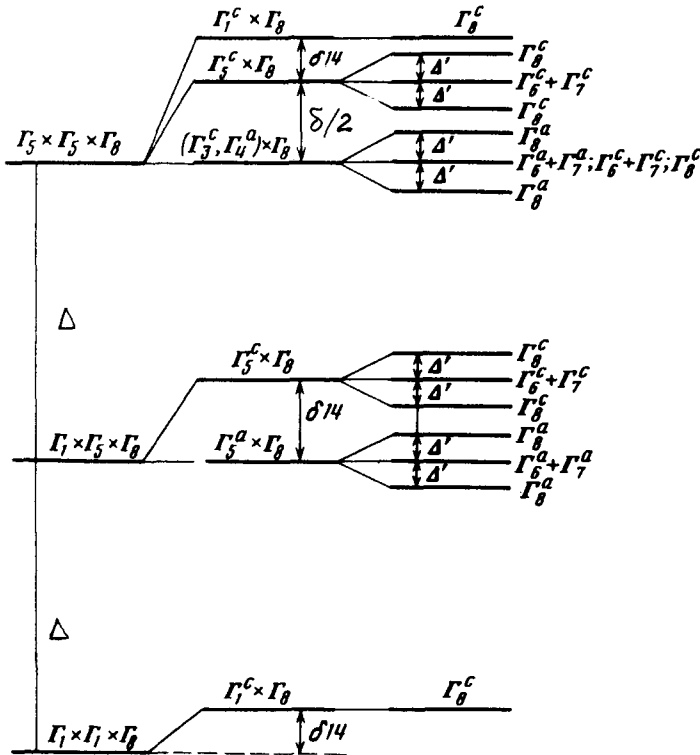 Γ₁ᶜ × Γ₈ Γ₈ᶜ
δ/4
Γ₅ᶜ × Γ₈ Γ₈ᶜ
Δ'
Γ₆ᶜ + Γ₇ᶜ
Δ'
Γ₈ᶜ
δ/2
Γ₅ × Γ₅ × Γ₈ (Γ₃ᶜ, Γ₄ᵃ) × Γ₈ Γ₈ᵃ
Δ'
Γ₆ᵃ + Γ₇ᵃ; Γ₆ᶜ + Γ₇ᶜ; Γ₈ᶜ
Δ'
Γ₈ᵃ
Δ
Γ₅ᶜ × Γ₈ Γ₈ᶜ
Δ'
Γ₆ᶜ + Γ₇ᶜ
Δ'
Γ₈ᶜ
δ/4
Γ₁ × Γ₅ × Γ₈ Γ₅ᵃ × Γ₈ Γ₈ᵃ
Δ'
Γ₆ᵃ + Γ₇ᵃ
Δ'
Γ₈ᵃ
Δ
Γ₁ᶜ × Γ₈ Γ₈ᶜ
Γ₁ × Γ₁ × Γ₈ δ/4